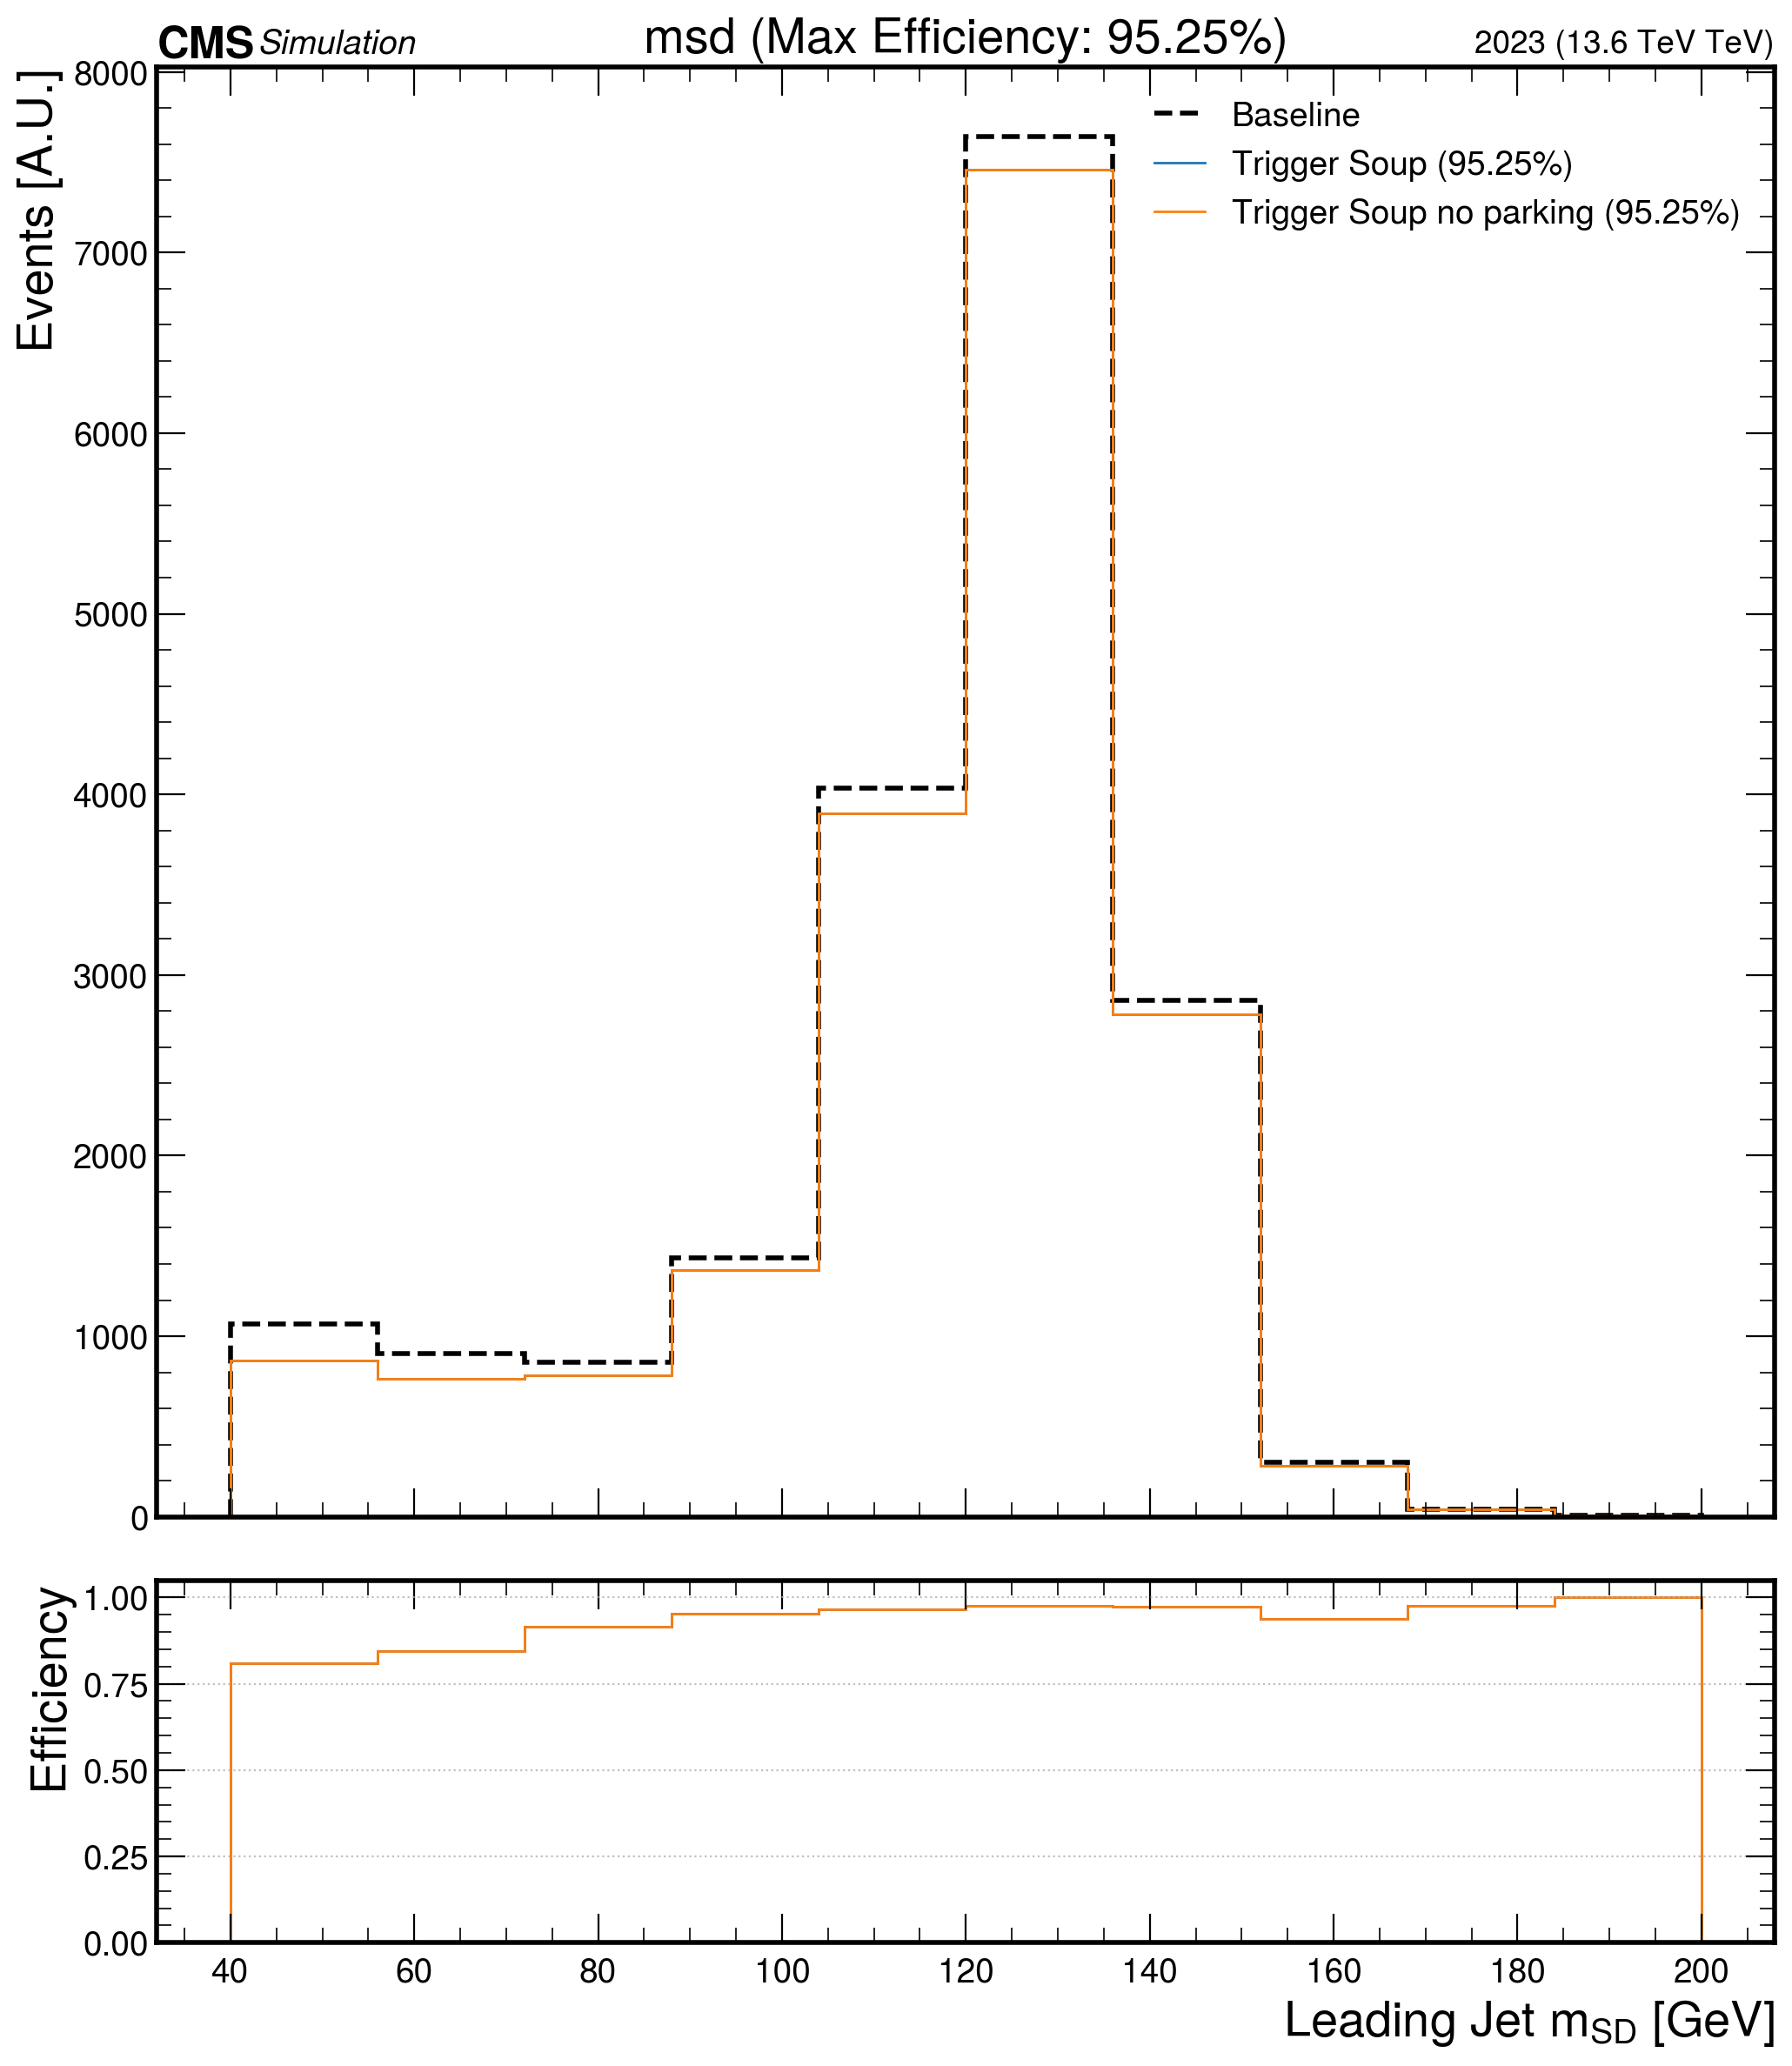 CMS Simulation msd (Max Efficiency: 95.25%) 2023 (13.6 TeV TeV)
Events [A.U.]
8000
7000
6000
5000
4000
3000
2000
1000
0
Baseline
Trigger Soup (95.25%)
Trigger Soup no parking (95.25%)
Efficiency
1.00
0.75
0.50
0.25
0.00
40 60 80 100 120 140 160 180 200
Leading Jet mSD [GeV]